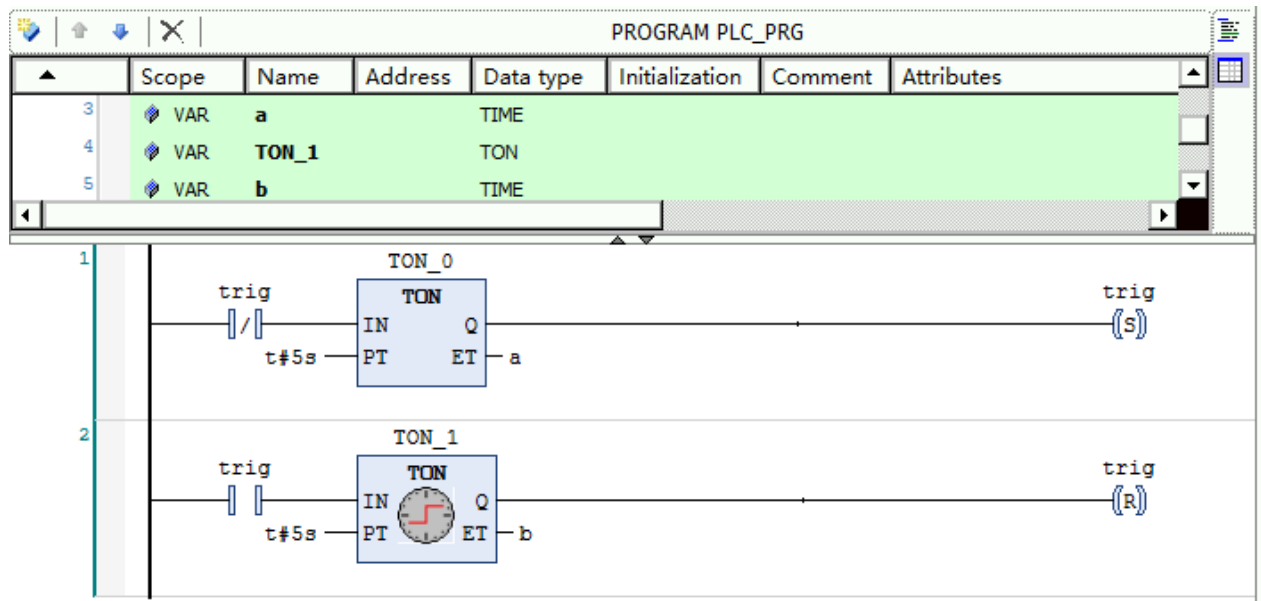 PROGRAM PLC_PRG
Scope Name Address Data type Initialization Comment Attributes
3 VAR a TIME
4 VAR TON_1 TON
5 VAR b TIME
1 TON_0
trig TON trig
/ IN Q (S)
t#5s PT ET a
2 TON_1
trig TON trig
IN Q (R)
t#5s PT ET b